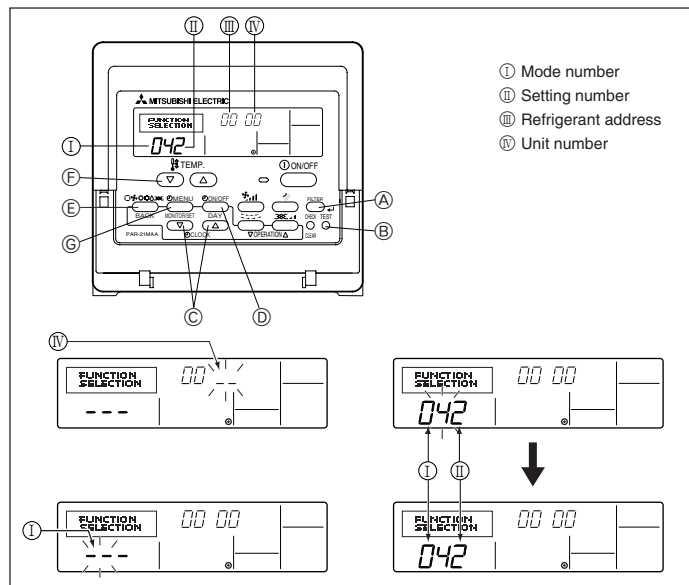 Ⓘ Mode number
Ⅱ Setting number
Ⅲ Refrigerant address
Ⅳ Unit number
Ⅱ Ⅲ Ⅳ
MITSUBISHI ELECTRIC
FUNCTION
SELECTION
00 00
Ⓘ 042
TEMP.
ON/OFF
Ⓕ
Ⓔ
MENU ON/OFF FILTER
Ⓐ
BACK MONITOR/SET DAY CHECK TEST
Ⓖ
Ⓑ
PAR-21MAA CLOCK ▽OPERATION△ CLEAR
Ⓒ Ⓓ
Ⅳ
FUNCTION
SELECTION
00 --
---
FUNCTION
SELECTION
00 00
042
Ⓘ Ⅱ
Ⓘ
FUNCTION
SELECTION
00 00
---
FUNCTION
SELECTION
00 00
042